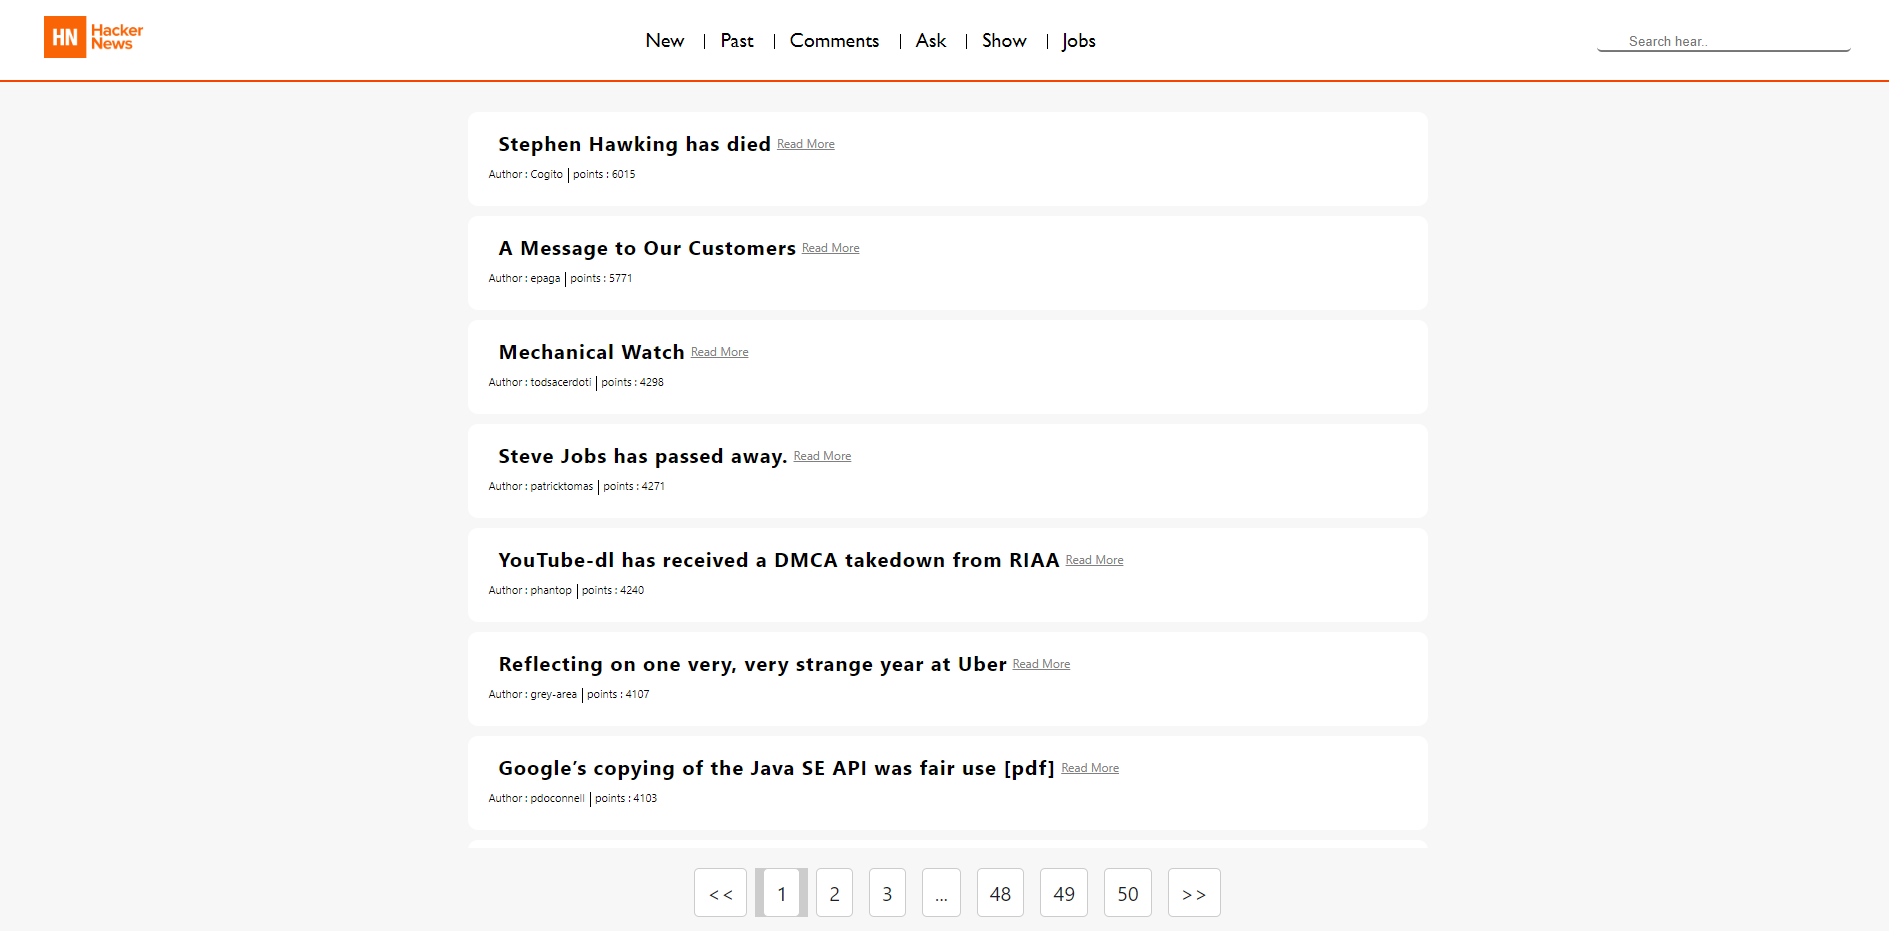 HN Hacker
News
New | Past | Comments | Ask | Show | Jobs
Search hear..
Stephen Hawking has died Read More
Author : Cogito | points : 6015
A Message to Our Customers Read More
Author : epaga | points : 5771
Mechanical Watch Read More
Author : todsacerdoti | points : 4298
Steve Jobs has passed away. Read More
Author : patricktomas | points : 4271
YouTube-dl has received a DMCA takedown from RIAA Read More
Author : phantop | points : 4240
Reflecting on one very, very strange year at Uber Read More
Author : grey-area | points : 4107
Google’s copying of the Java SE API was fair use [pdf] Read More
Author : pdoconnell | points : 4103
<< 1 2 3 ... 48 49 50 >>